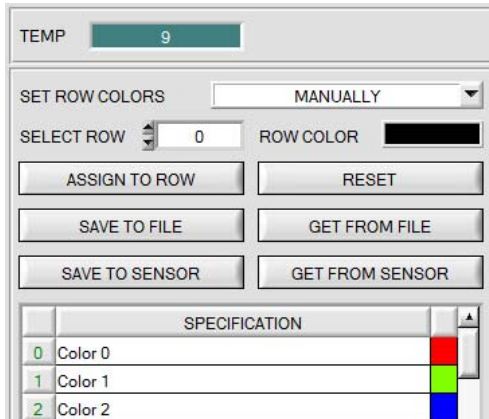 TEMP 9
SET ROW COLORS MANUALLY
SELECT ROW 0 ROW COLOR
ASSIGN TO ROW RESET
SAVE TO FILE GET FROM FILE
SAVE TO SENSOR GET FROM SENSOR
SPECIFICATION
0 Color 0
1 Color 1
2 Color 2